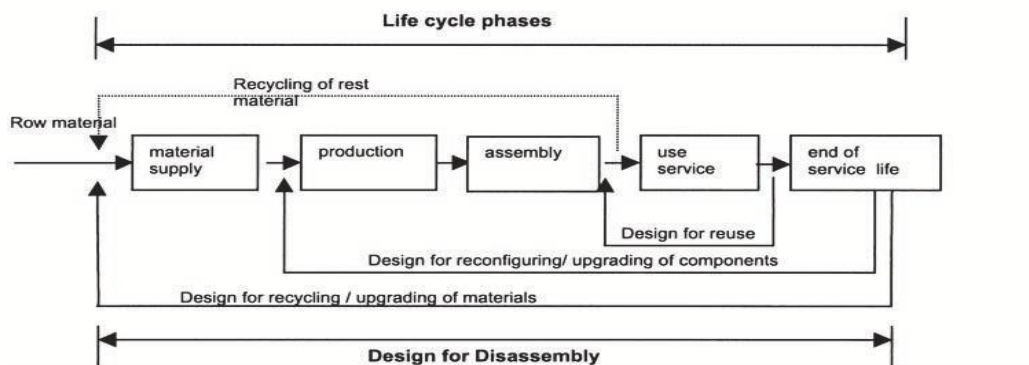 Life cycle phases
Recycling of rest
material
Row material
material
supply
production
assembly
use
service
end of
service life
Design for reuse
Design for reconfiguring/ upgrading of components
Design for recycling / upgrading of materials
Design for Disassembly